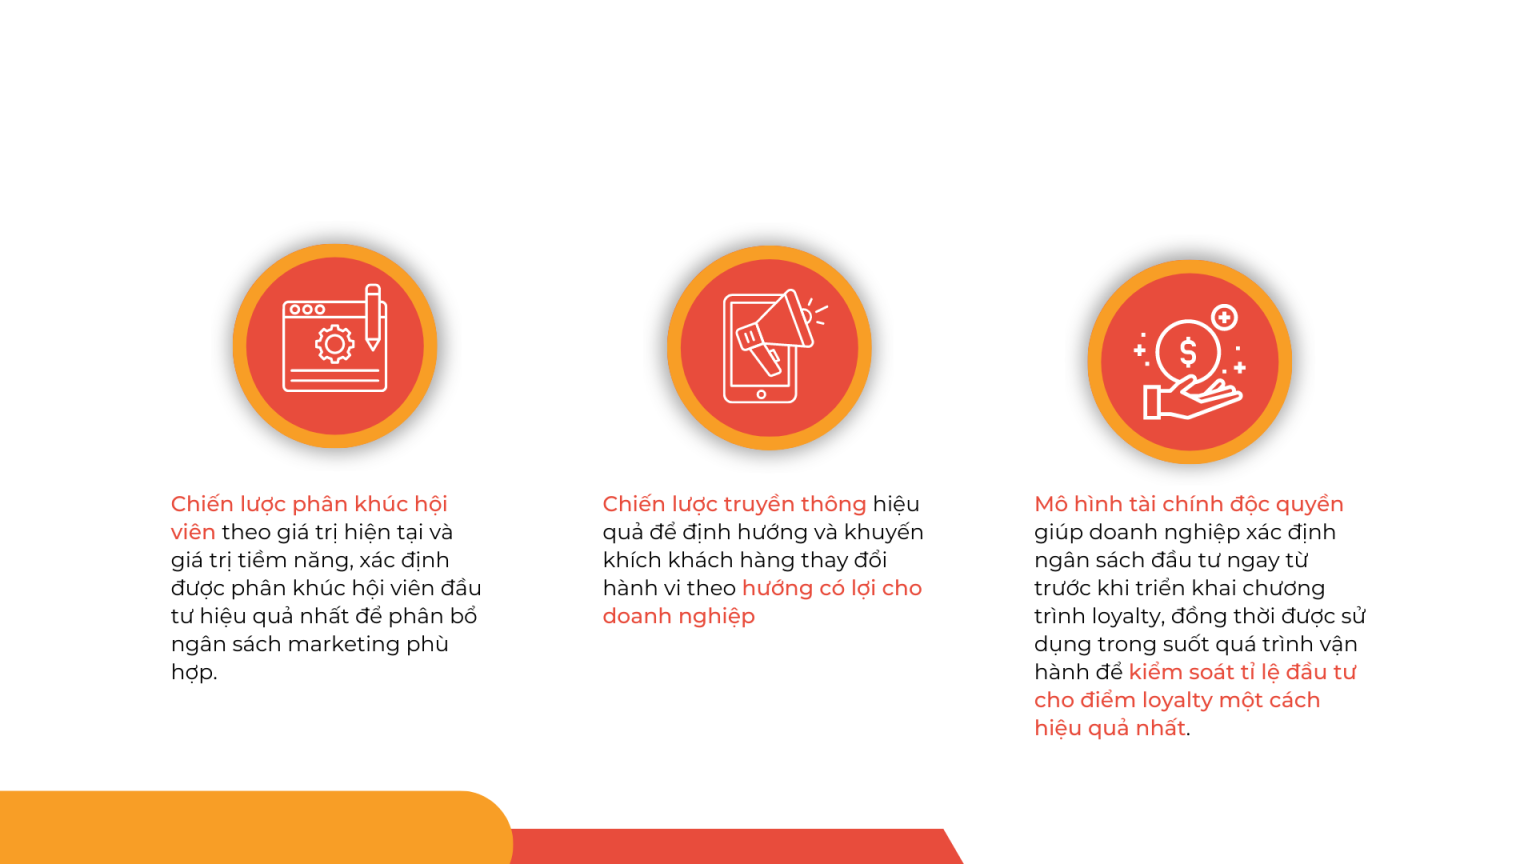 Chiến lược phân khúc hội
viên theo giá trị hiện tại và
giá trị tiềm năng, xác định
được phân khúc hội viên đầu
tư hiệu quả nhất để phân bổ
ngân sách marketing phù
hợp.
Chiến lược truyền thông hiệu
quả để định hướng và khuyến
khích khách hàng thay đổi
hành vi theo hướng có lợi cho
doanh nghiệp
Mô hình tài chính độc quyền
giúp doanh nghiệp xác định
ngân sách đầu tư ngay từ
trước khi triển khai chương
trình loyalty, đồng thời được sử
dụng trong suốt quá trình vận
hành để kiểm soát tỉ lệ đầu tư
cho điểm loyalty một cách
hiệu quả nhất.